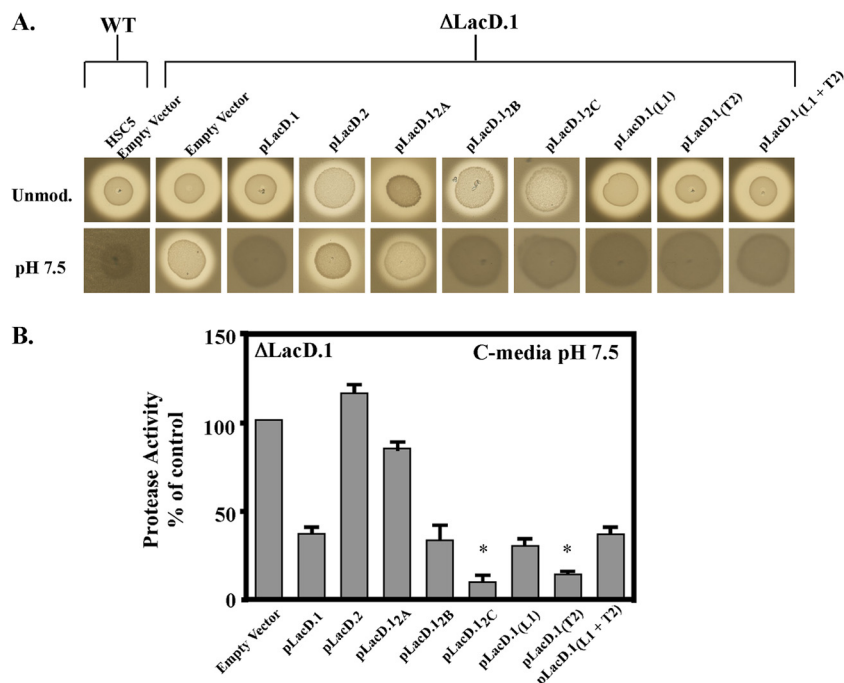 A.
WT
ΔLacD.1
HSC5
Empty Vector
Empty Vector
pLacD.1
pLacD.2
pLacD.12A
pLacD.12B
pLacD.12C
pLacD.1(L1)
pLacD.1(T2)
pLacD.1(L1 + T2)
Unmod.
pH 7.5
B.
ΔLacD.1
C-media pH 7.5
Protease Activity
% of control
150
100
50
0
*
*
Empty Vector
pLacD.1
pLacD.2
pLacD.12A
pLacD.12B
pLacD.12C
pLacD.1(L1)
pLacD.1(T2)
pLacD.1(L1 + T2)